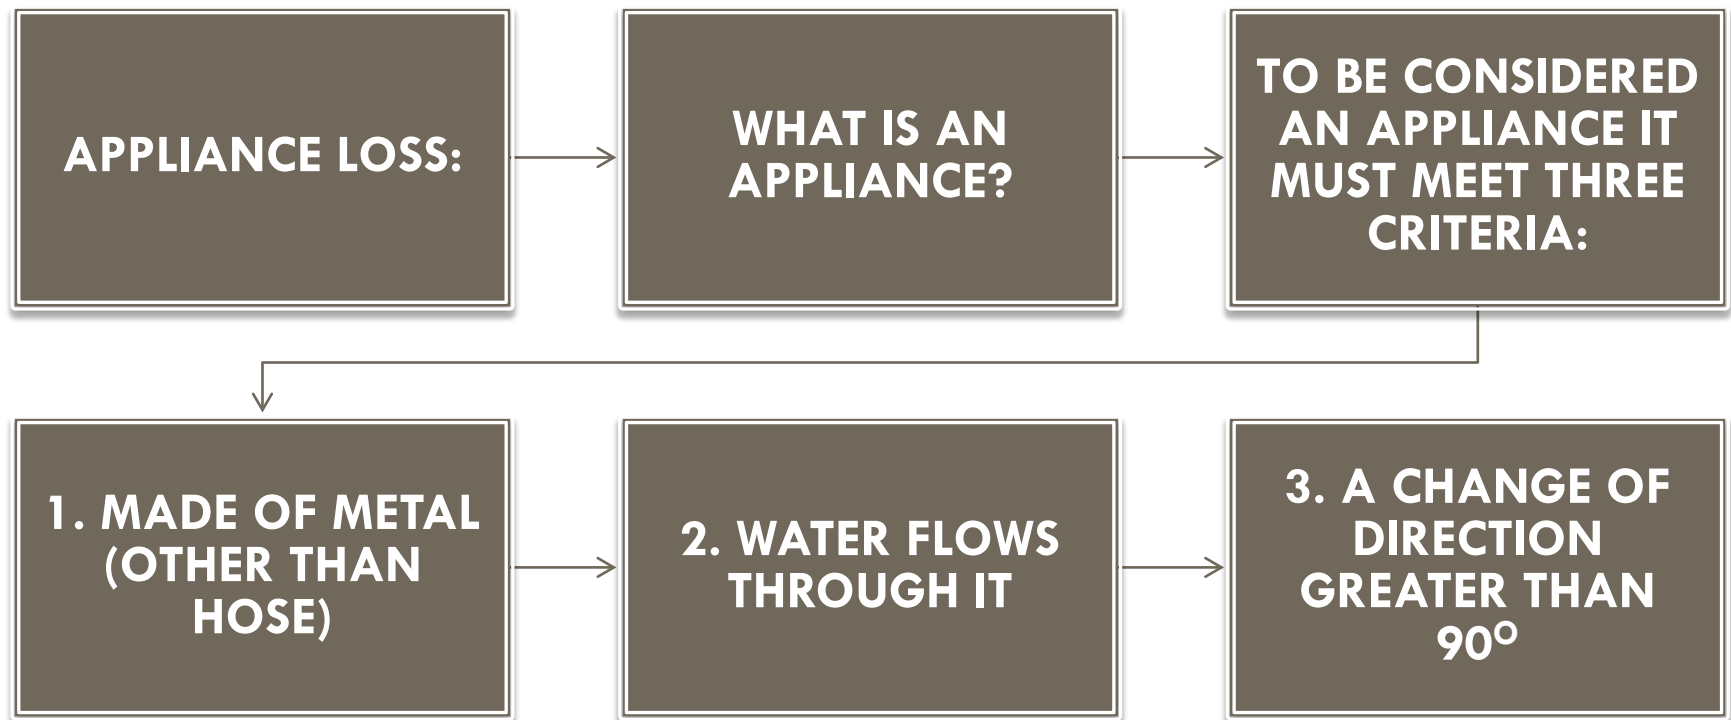 APPLIANCE LOSS:
WHAT IS AN
APPLIANCE?
TO BE CONSIDERED
AN APPLIANCE IT
MUST MEET THREE
CRITERIA:
1. MADE OF METAL
(OTHER THAN
HOSE)
2. WATER FLOWS
THROUGH IT
3. A CHANGE OF
DIRECTION
GREATER THAN
90º